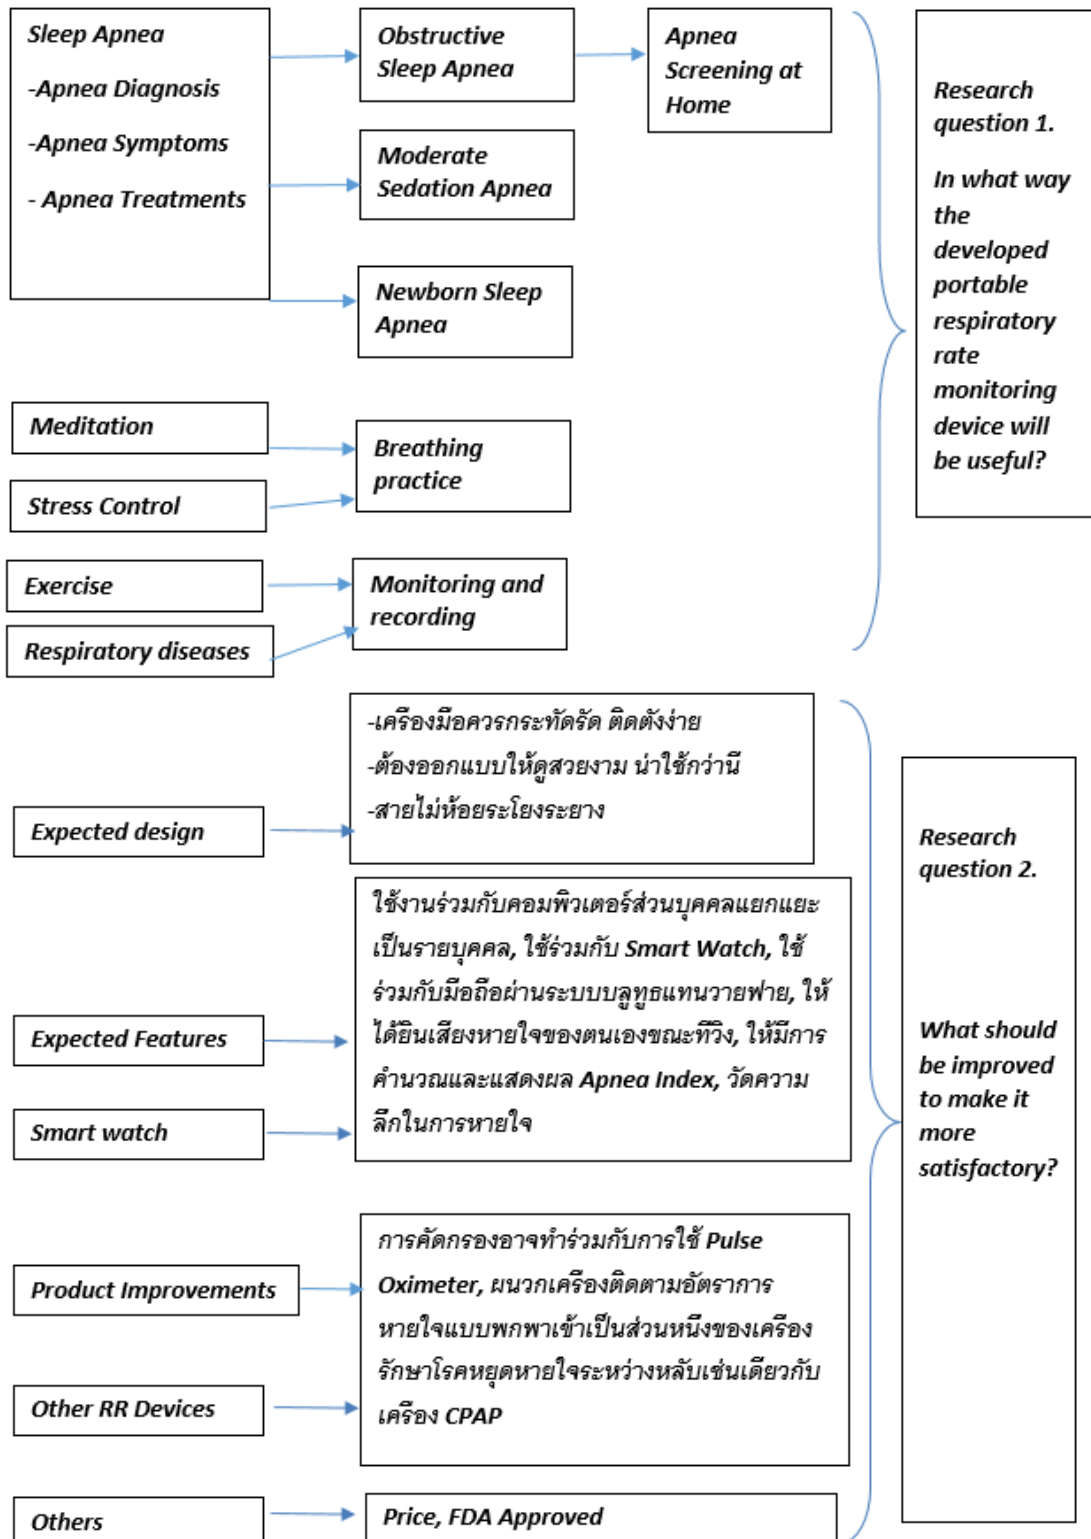 Sleep Apnea
-Apnea Diagnosis
-Apnea Symptoms
- Apnea Treatments
Obstructive
Sleep Apnea
Apnea
Screening at
Home
Moderate
Sedation Apnea
Newborn Sleep
Apnea
Meditation
Stress Control
Breathing
practice
Exercise
Respiratory diseases
Monitoring and
recording
Research
question 1.
In what way
the
developed
portable
respiratory
rate
monitoring
device will
be useful?
Expected design
-เครื่องมือควรกระทัดรัด ติดตั้งง่าย
-ต้องออกแบบให้ดูสวยงาม น่าใช้กว่านี้
-สายไม่ห้อยระโยงระยาง
Expected Features
Smart watch
ใช้งานร่วมกับคอมพิวเตอร์ส่วนบุคคลแยกแยะ
เป็นรายบุคคล, ใช้ร่วมกับ Smart Watch, ใช้
ร่วมกับมือถือผ่านระบบบลูทูธแทนวายฟาย, ให้
ได้ยินเสียงหายใจของตนเองขณะที่วิ่ง, ให้มีการ
คำนวณและแสดงผล Apnea Index, วัดความ
ลึกในการหายใจ
Product Improvements
Other RR Devices
การคัดกรองอาจทำร่วมกับการใช้ Pulse
Oximeter, ผนวกเครื่องติดตามอัตราการ
หายใจแบบพกพาเข้าเป็นส่วนหนึ่งของเครื่อง
รักษาโรคหยุดหายใจระหว่างหลับเช่นเดียวกับ
เครื่อง CPAP
Others
Price, FDA Approved
Research
question 2.
What should
be improved
to make it
more
satisfactory?